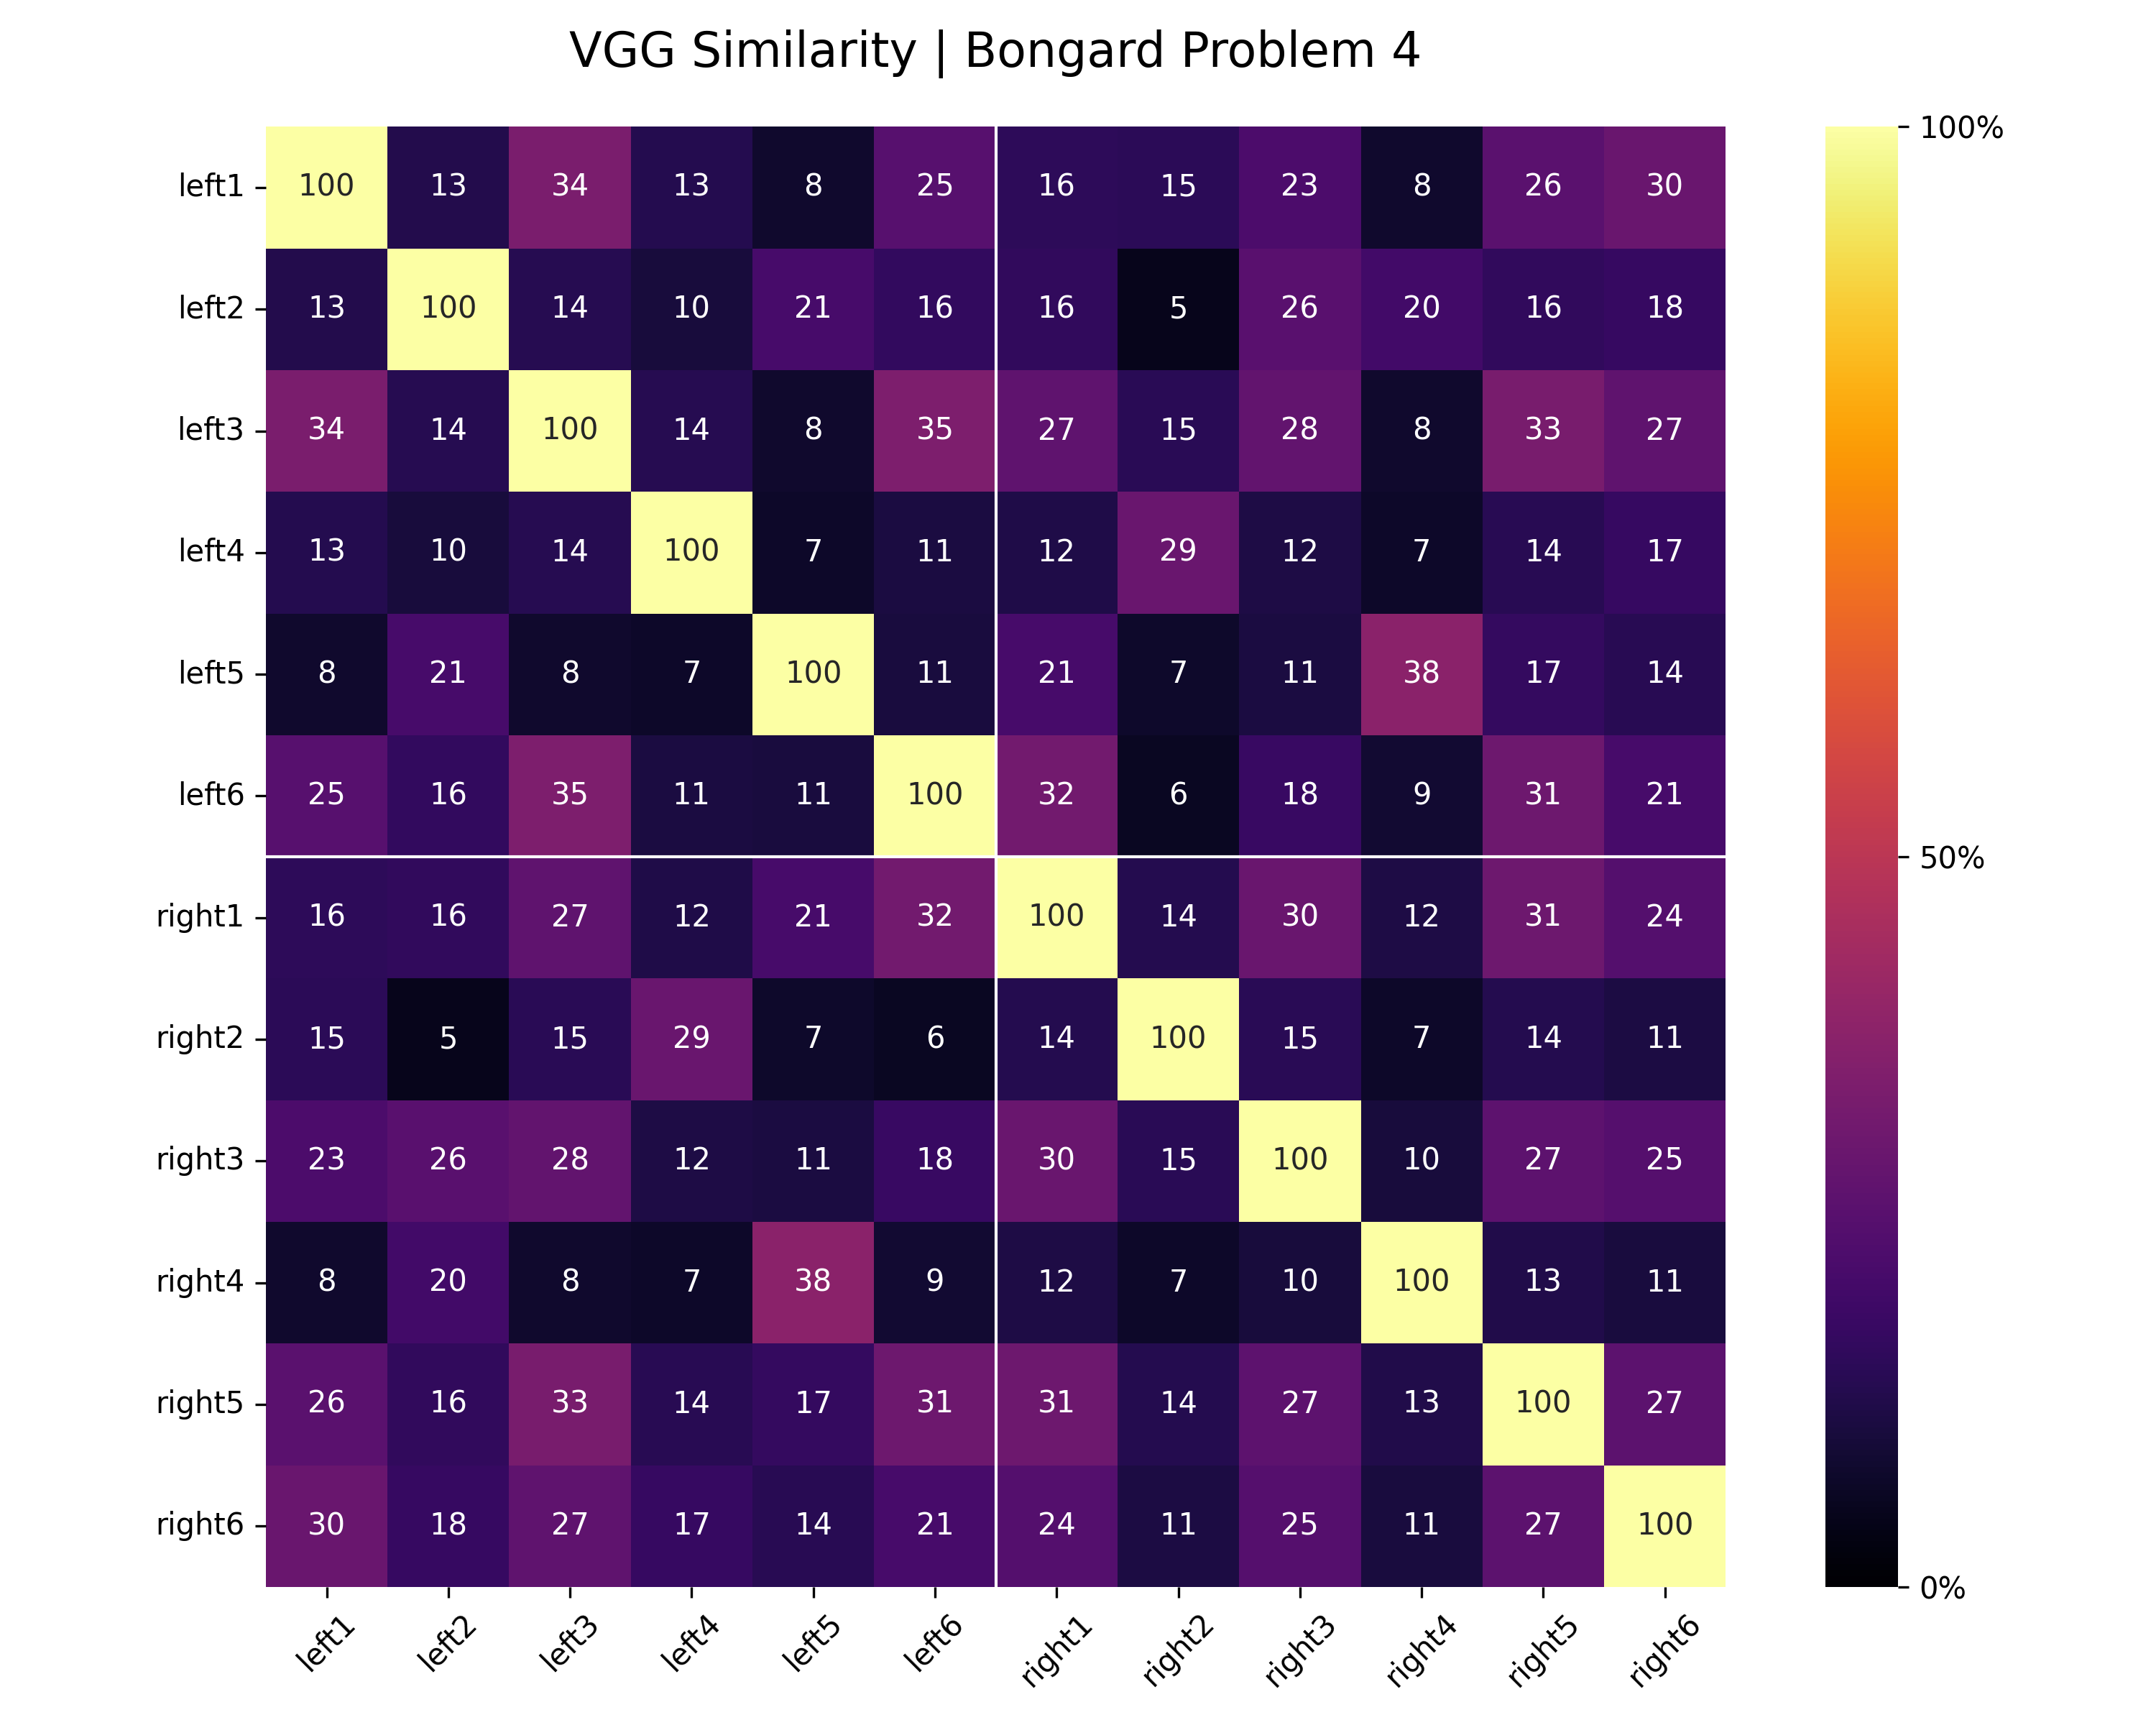 VGG Similarity | Bongard Problem 4
left1 100 13 34 13 8 25 16 15 23 8 26 30
left2 13 100 14 10 21 16 16 5 26 20 16 18
left3 34 14 100 14 8 35 27 15 28 8 33 27
left4 13 10 14 100 7 11 12 29 12 7 14 17
left5 8 21 8 7 100 11 21 7 11 38 17 14
left6 25 16 35 11 11 100 32 6 18 9 31 21
right1 16 16 27 12 21 32 100 14 30 12 31 24
right2 15 5 15 29 7 6 14 100 15 7 14 11
right3 23 26 28 12 11 18 30 15 100 10 27 25
right4 8 20 8 7 38 9 12 7 10 100 13 11
right5 26 16 33 14 17 31 31 14 27 13 100 27
right6 30 18 27 17 14 21 24 11 25 11 27 100
left1 left2 left3 left4 left5 left6 right1 right2 right3 right4 right5 right6
100%
50%
0%